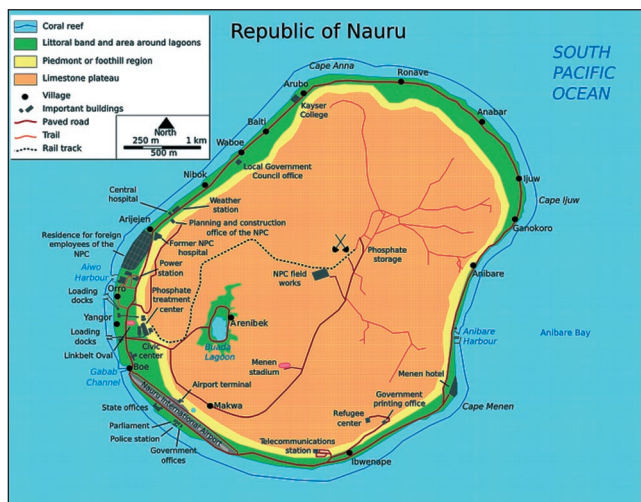 Republic of Nauru
Coral reef
Littoral band and area around lagoons
Piedmont or foothill region
Limestone plateau
Village
Important buildings
Paved road
Trail
Rail track
North
250 m
1 km
500 m
SOUTH
PACIFIC
OCEAN
Cape Anna
Ronave
Arubo
Kayser
College
Anabar
Baiti
Waboe
Local Government
Council office
Nibok
Ijuw
Cape Ijuw
Central
hospital
Weather
station
Ganokoro
Arijejen
Planning and construction
office of the NPC
Residence for foreign
employees of the
NPC
Former NPC
hospital
Phosphate
storage
Power
station
Aiwo
Harbour
NPC field
works
Anibare
Orro
Loading
docks
Phosphate
treatment
center
Yangor
Arenibek
Loading
docks
Anibare
Harbour
Anibare Bay
Linkbelt Oval
Civic
center
Buada
Lagoon
Menen
stadium
Boe
Gabab
Channel
Menen hotel
Airport terminal
Nauru International Airport
State offices
Makwa
Government
printing office
Cape Menen
Refugee
center
Parliament
Police station
Government
offices
Telecommunications
station
Ibwenape